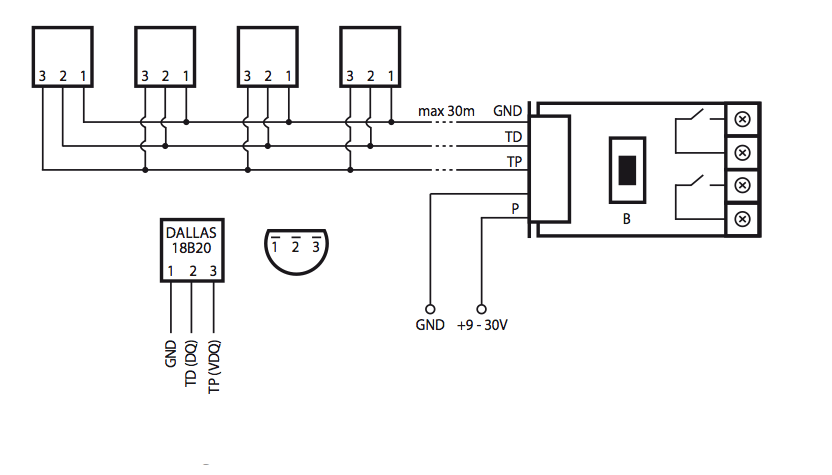 3 2 1
3 2 1
3 2 1
3 2 1
max 30m
GND
TD
TP
P
B
GND
+9 - 30V
DALLAS
18B20
1 2 3
GND
TD (DQ)
TP (VDQ)
1 2 3